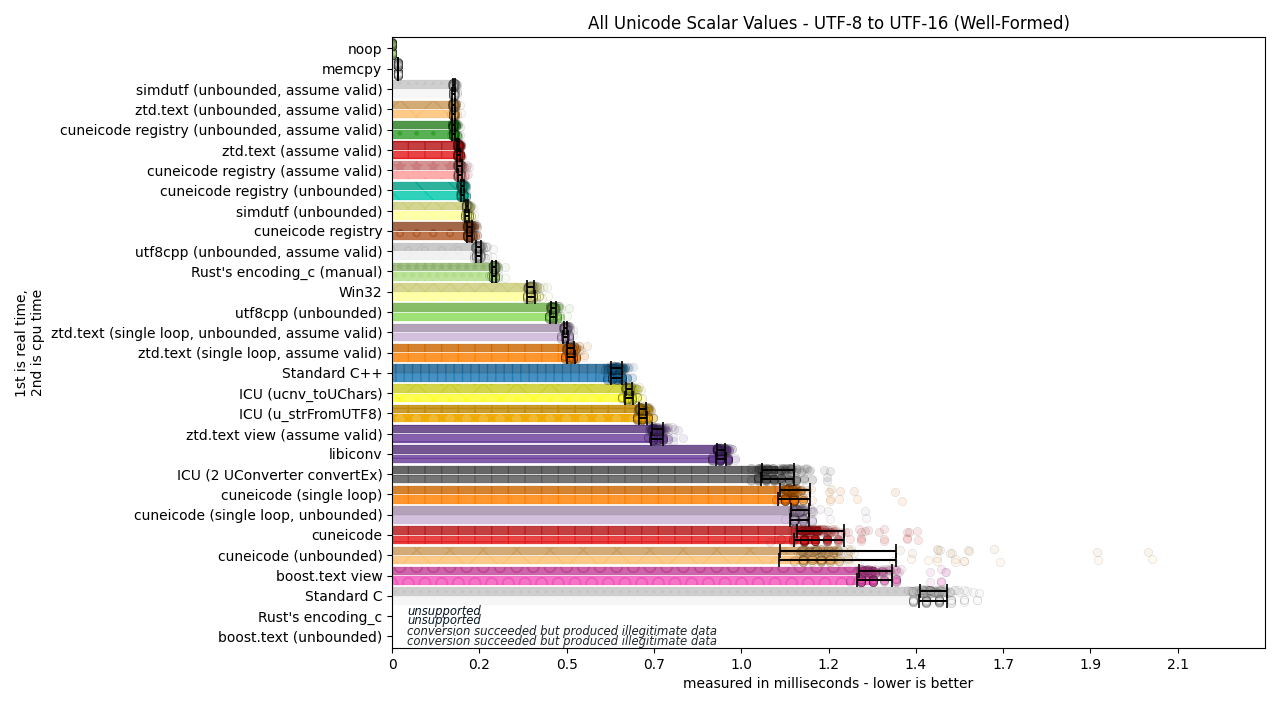 All Unicode Scalar Values - UTF-8 to UTF-16 (Well-Formed)
noop
memcpy
simdutf (unbounded, assume valid)
ztd.text (unbounded, assume valid)
cuneicode registry (unbounded, assume valid)
ztd.text (assume valid)
cuneicode registry (assume valid)
cuneicode registry (unbounded)
simdutf (unbounded)
cuneicode registry
utf8cpp (unbounded, assume valid)
Rust's encoding_c (manual)
Win32
utf8cpp (unbounded)
ztd.text (single loop, unbounded, assume valid)
ztd.text (single loop, assume valid)
Standard C++
ICU (ucnv_toUChars)
ICU (u_strFromUTF8)
ztd.text view (assume valid)
libiconv
ICU (2 UConverter convertEx)
cuneicode (single loop)
cuneicode (single loop, unbounded)
cuneicode
cuneicode (unbounded)
boost.text view
Standard C
Rust's encoding_c
boost.text (unbounded)
1st is real time,
2nd is cpu time
unsupported
unsupported
conversion succeeded but produced illegitimate data
conversion succeeded but produced illegitimate data
0 0.2 0.5 0.7 1.0 1.2 1.4 1.7 1.9 2.1
measured in milliseconds - lower is better